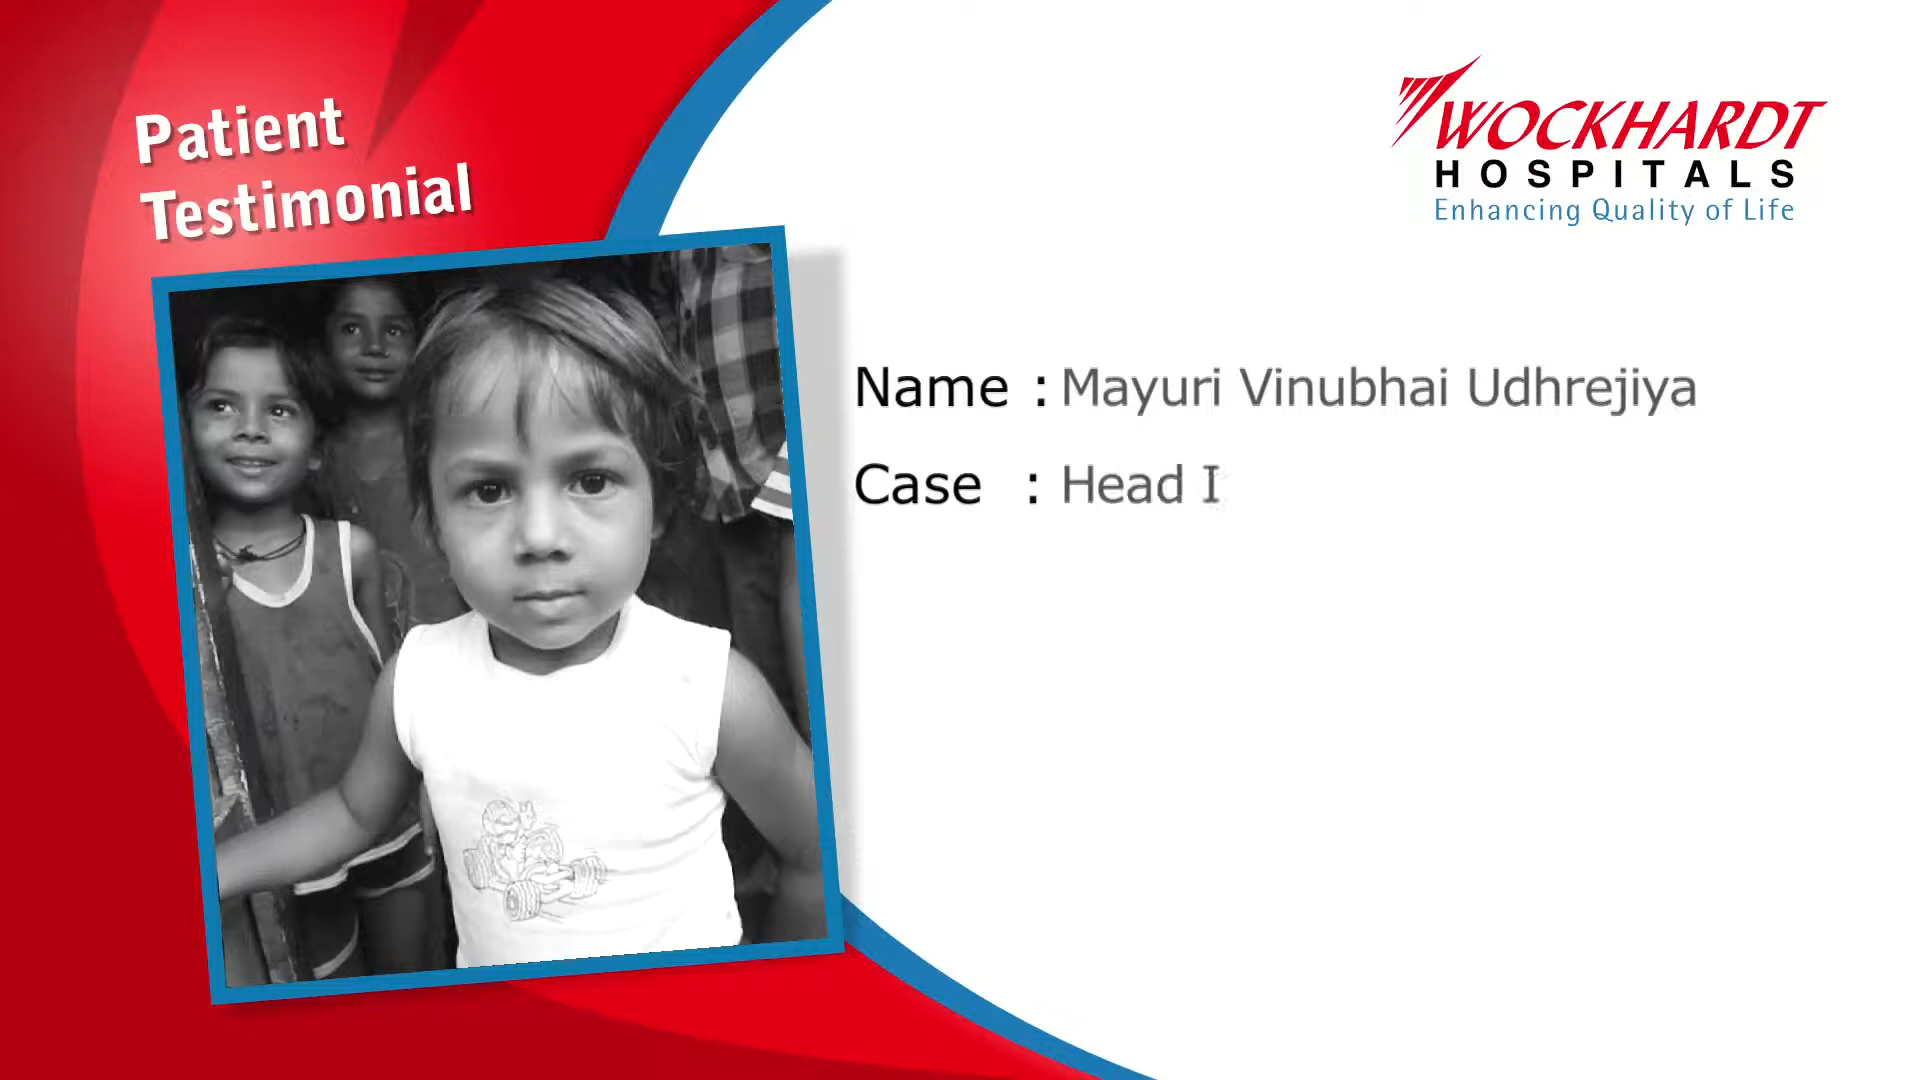 Patient
Testimonial
WOCKHARDT
HOSPITALS
Enhancing Quality of Life
Name : Mayuri Vinubhai Udhrejiya
Case : Head I